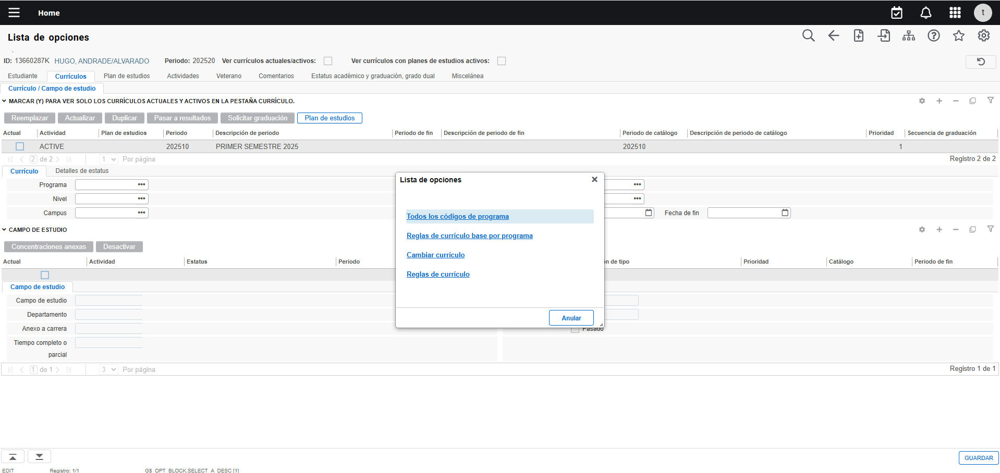 Home
t
Lista de opciones
.
ID: 13660287K HUGO, ANDRADE/ALVARADO Periodo: 202520 Ver currículos actuales/activos: Ver currículos con planes de estudios activos:
Estudiante Currículos Plan de estudios Actividades Veterano Comentarios Estatus académico y graduación, grado dual Miscelánea
Currículo / Campo de estudio
MARCAR (Y) PARA VER SOLO LOS CURRÍCULOS ACTUALES Y ACTIVOS EN LA PESTAÑA CURRÍCULO.
Reemplazar Actualizar Duplicar Pasar a resultados Solicitar graduación Plan de estudios
Actual Actividad Plan de estudios Periodo Descripción de periodo Periodo de fin Descripción de periodo de fin Periodo de catálogo Descripción de periodo de catálogo Prioridad Secuencia de graduación
ACTIVE 202510 PRIMER SEMESTRE 2025 202510 1
2 de 2 1 Por página Registro 2 de 2
Currículo Detalles de estatus
Programa
Nivel
Campus Fecha de fin
Lista de opciones
Todos los códigos de programa
Reglas de currículo base por programa
Cambiar currículo
Reglas de currículo
Anular
CAMPO DE ESTUDIO
Concentraciones anexas Desactivar
Actual Actividad Estatus Periodo ón de tipo Prioridad Catálogo Periodo de fin
Campo de estudio
Campo de estudio
Departamento
Anexo a carrera Pasado
Tiempo completo o
parcial
1 de 1 3 Por página Registro 1 de 1
GUARDAR
EDIT Registro: 1/1 G$_OPT_BLOCK.SELECT_A_DESC [1]